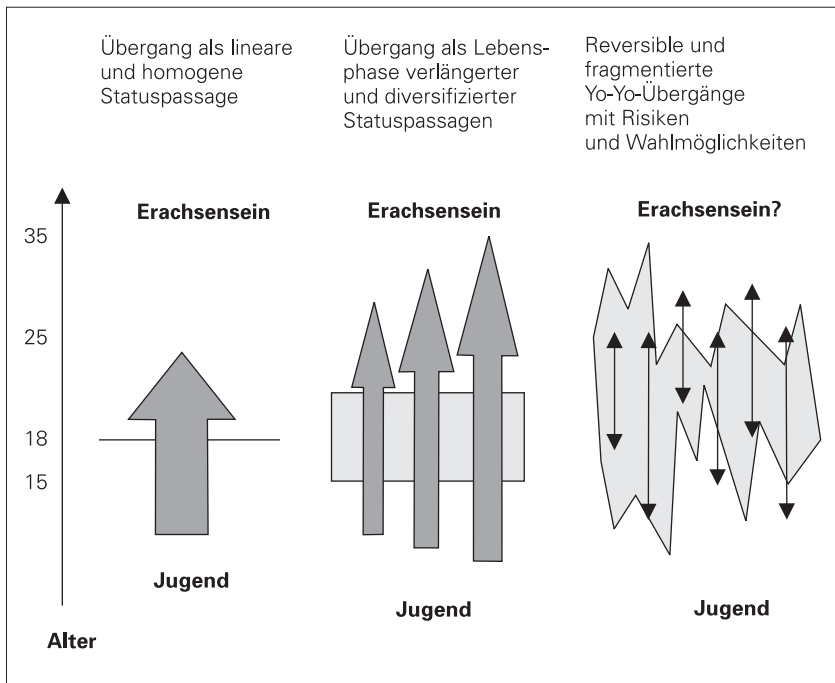 Übergang als lineare
und homogene
Statuspassage
Übergang als Lebens-
phase verlängerter
und diversifizierter
Statuspassagen
Reversible und
fragmentierte
Yo-Yo-Übergänge
mit Risiken
und Wahlmöglichkeiten
Erachsensein
Erachsensein
Erachsensein?
35
25
18
15
Jugend
Jugend
Jugend
Alter